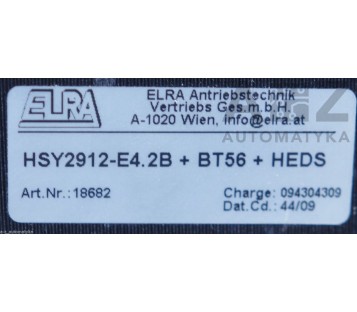 ELRA
ELRA Antriebstechnik
Vertriebs Ges.m.b.H.
A-1020 Wien, info@elra.at
AUTOMATYKA
HSY2912-E4.2B + BT56 + HEDS
Art.Nr.: 18682
Charge: 094304309
Dat.Cd.: 44/09